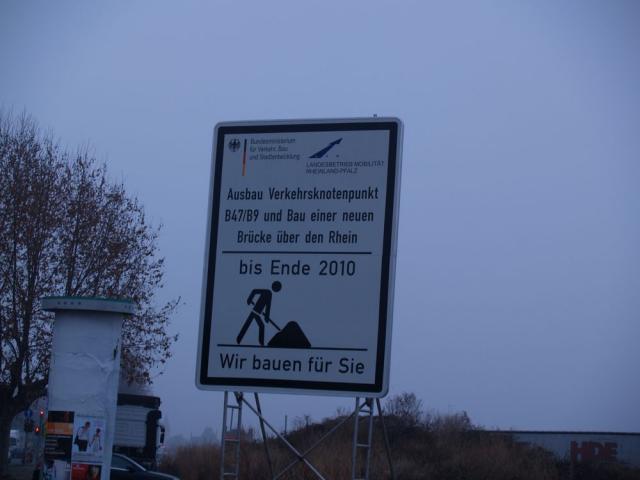 Bundesministerium
für Verkehr, Bau
und Stadtentwicklung
LANDESBETRIEB MOBILITÄT
RHEINLAND-PFALZ
Ausbau Verkehrsknotenpunkt
B47/B9 und Bau einer neuen
Brücke über den Rhein
bis Ende 2010
Wir bauen für Sie
HDE